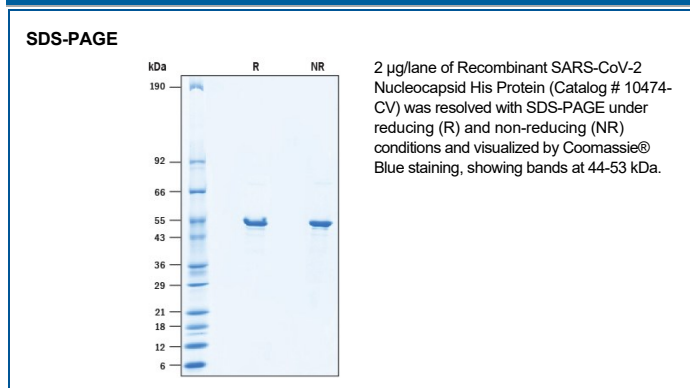 SDS-PAGE
kDa R NR
190
92
66
55
43
36
29
21
18
12
6
2 µg/lane of Recombinant SARS-CoV-2
Nucleocapsid His Protein (Catalog # 10474-
CV) was resolved with SDS-PAGE under
reducing (R) and non-reducing (NR)
conditions and visualized by Coomassie®
Blue staining, showing bands at 44-53 kDa.